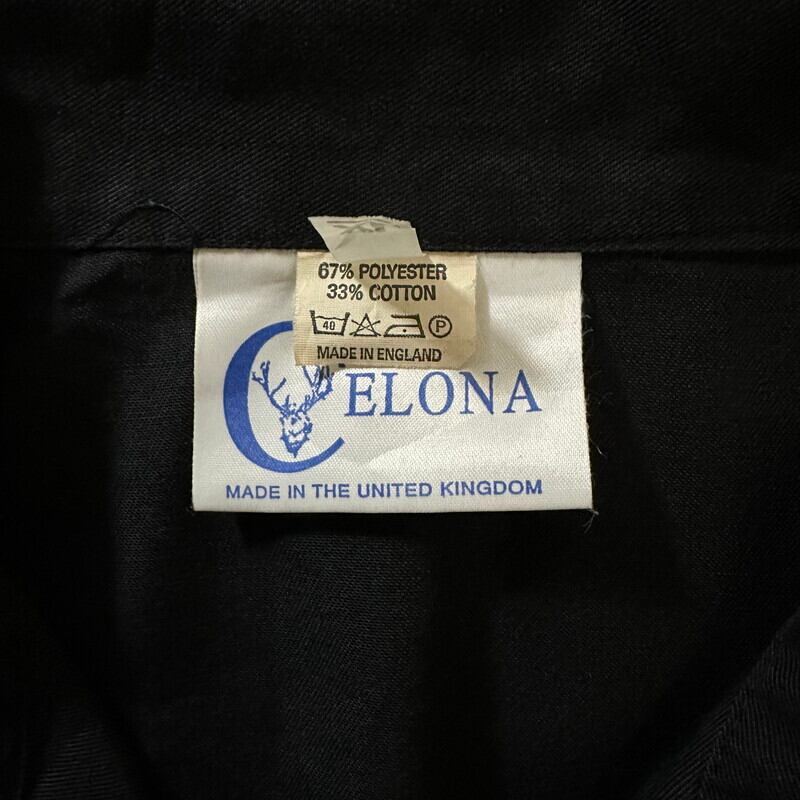 67% POLYESTER
33% COTTON
40 P
MADE IN ENGLAND
CELONA
MADE IN THE UNITED KINGDOM